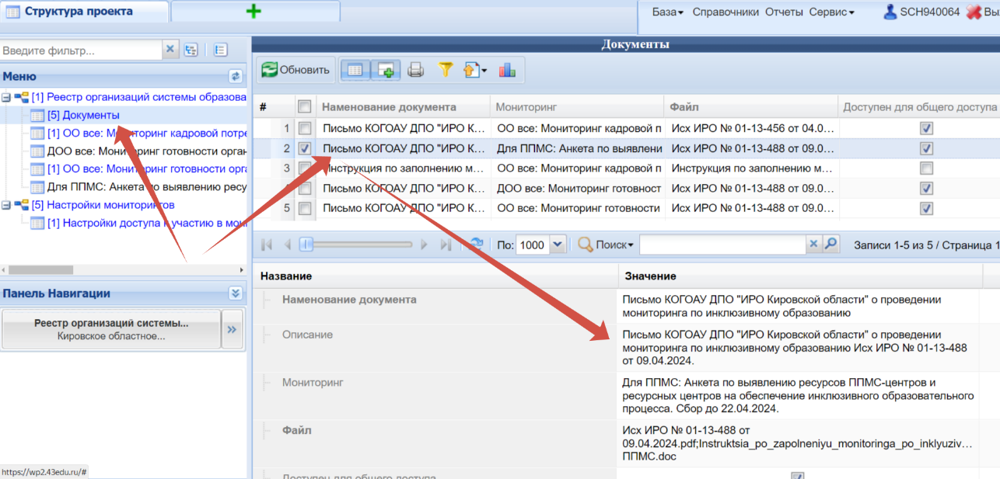 Структура проекта
База Справочники Отчеты Сервис SCH940064 Вы
Введите фильтр...
Документы
Обновить
Меню
[1] Реестр организаций системы образова
[5] Документы
[1] ОО все: Мониторинг кадровой потре
ДОО все: Мониторинг готовности орган
[1] ОО все: Мониторинг готовности орга
Для ППМС: Анкета по выявлению ресу
[5] Настройки мониторингов
[1] Настройки доступа к участию в мон
# Наменование документа Мониторинг Файл Доступен для общего доступа
1 Письмо КОГОАУ ДПО "ИРО К... ОО все: Мониторинг кадровой п Исх ИРО № 01-13-456 от 04.0...
2 Письмо КОГОАУ ДПО "ИРО К... Для ППМС: Анкета по выявлени Исх ИРО № 01-13-488 от 09.0...
3 Инструкция по заполнению м... ОО все: Мониторинг кадровой п Инструкция по заполнению м...
4 Письмо КОГОАУ ДПО "ИРО К... ДОО все: Мониторинг готовност Исх ИРО № 01-13-488 от 09.0...
5 Письмо КОГОАУ ДПО "ИРО К... ОО все: Мониторинг готовности Исх ИРО № 01-13-488 от 09.0...
По: 1000 Поиск Записи 1-5 из 5 / Страница 1
Панель Навигации
Реестр организаций системы...
Кировское областное...
Название Значение
Наменование документа
Письмо КОГОАУ ДПО "ИРО Кировской области" о проведении
мониторинга по инклюзивному образованию
Описание
Письмо КОГОАУ ДПО "ИРО Кировской области" о проведении
мониторинга по инклюзивному образованию Исх ИРО № 01-13-488
от 09.04.2024.
Мониторинг
Для ППМС: Анкета по выявлению ресурсов ППМС-центров и
ресурсных центров на обеспечение инклюзивного образовательного
процесса. Сбор до 22.04.2024.
Файл
Исх ИРО № 01-13-488 от
09.04.2024.pdf;Instruktsia_po_zapolneniyu_monitoringa_po_inklyuziv...
ППМС.doc
Доступен для общего доступа
https://wp2.43edu.ru/#